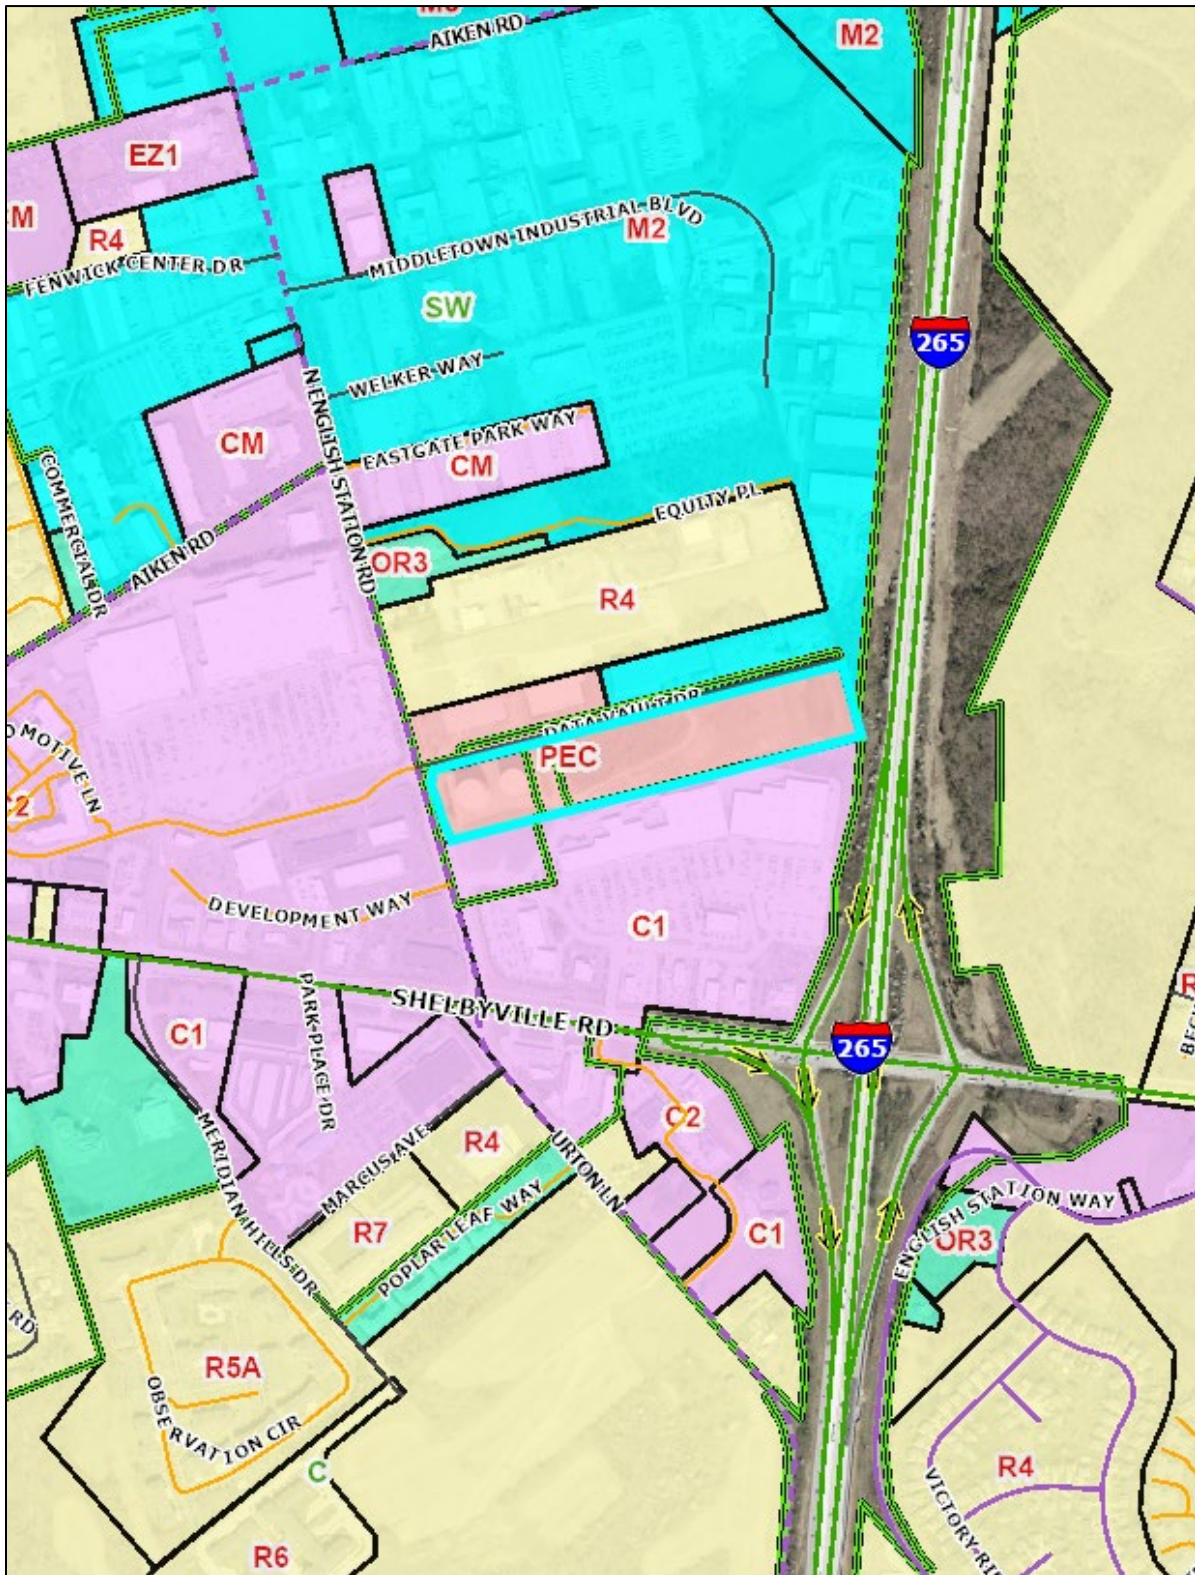 AIKEN RD
M2
EZ1
M
R4
FENWICK CENTER DR
MIDDLETOWN INDUSTRIAL BLVD
M2
SW
265
WELKER WAY
N ENGLISH STATION RD
CM
EASTGATE PARK WAY
CM
COMMERCIAL DR
AIKEN RD
EQUITY PL
OR3
R4
DATA VAULT DR
PEC
MOTIVE LN
C2
DEVELOPMENT WAY
C1
SHELBYVILLE RD
PARK PLACE DR
C1
265
C2
MERIDIAN HILLS DR
MARCUS AVE
R4
URTON LN
POPLAR LEAF WAY
R7
C1
ENGLISH STATION WAY
OR3
RD
R5A
OBSERVATION CIR
C
R4
R6